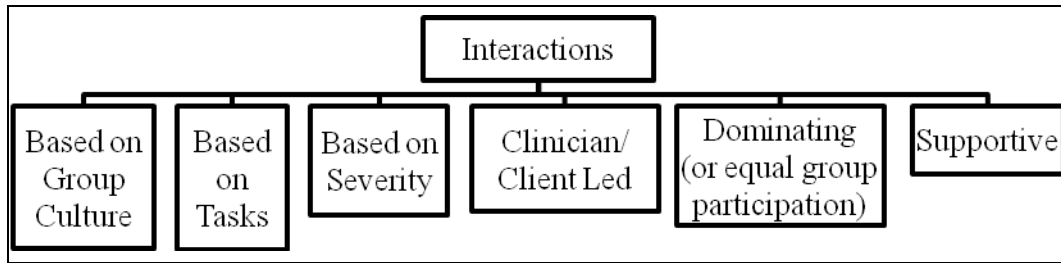 Interactions
Based on
Group
Culture
Based
on
Tasks
Based on
Severity
Clinician/
Client Led
Dominating
(or equal group
participation)
Supportive